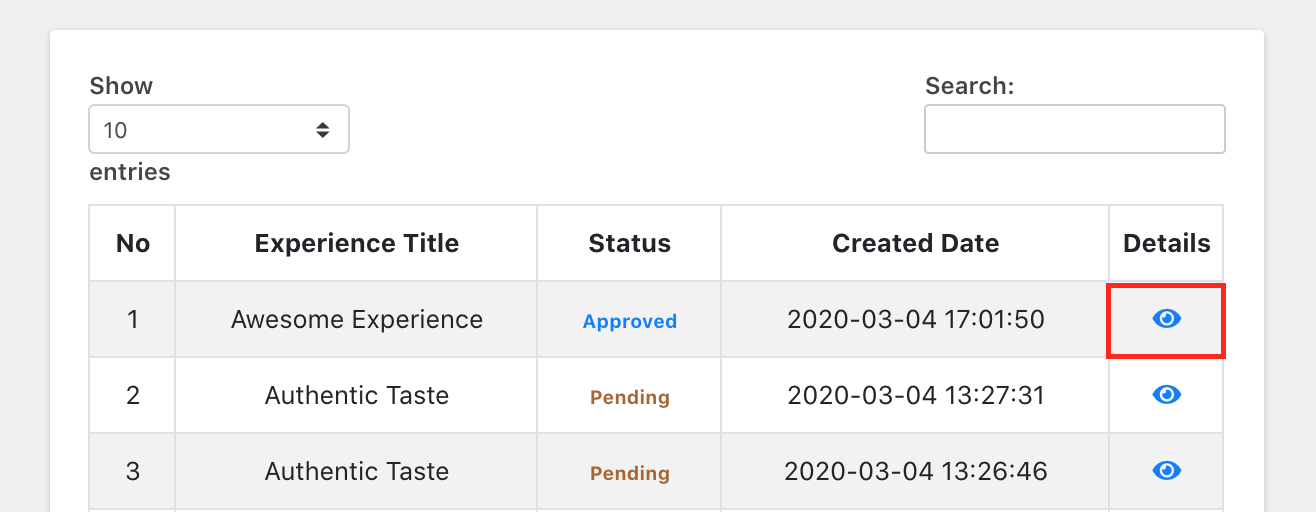 Show
Search:
10
entries
No Experience Title Status Created Date Details
1 Awesome Experience Approved 2020-03-04 17:01:50
2 Authentic Taste Pending 2020-03-04 13:27:31
3 Authentic Taste Pending 2020-03-04 13:26:46